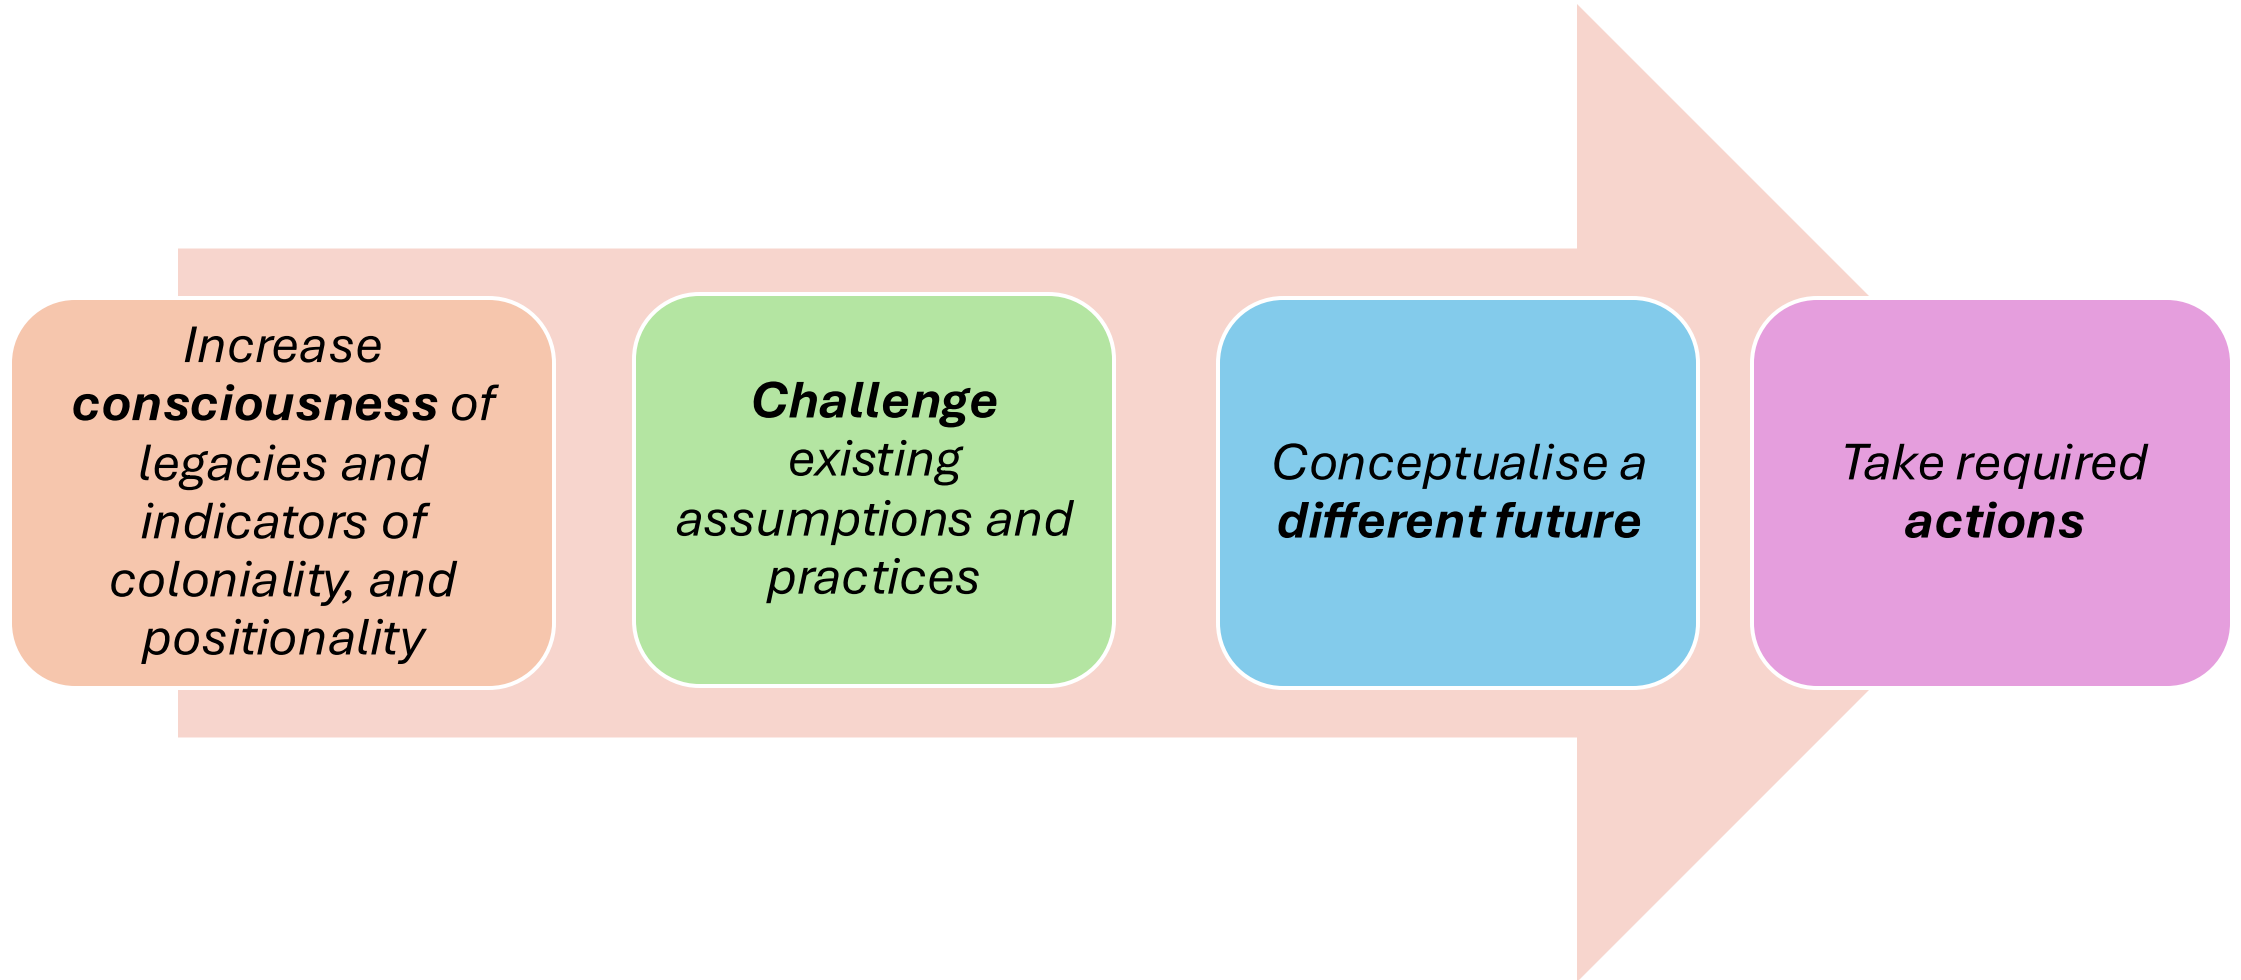 Increase
consciousness of
legacies and
indicators of
coloniality, and
positionality
Challenge
existing
assumptions and
practices
Conceptualise a
different future
Take required
actions